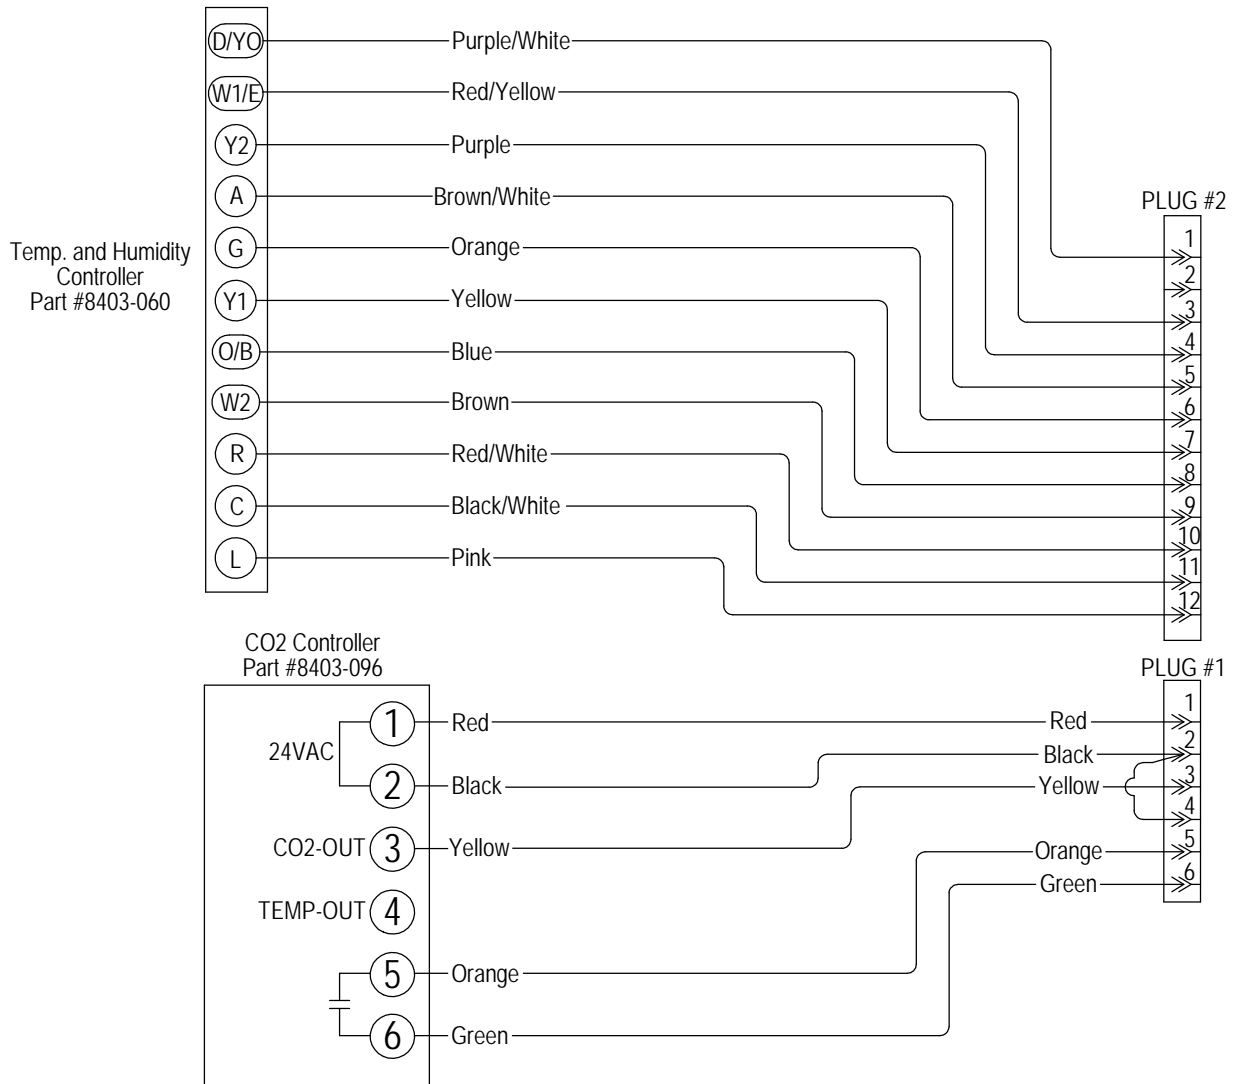 D/YO Purple/White
W1/E Red/Yellow
Y2 Purple
A Brown/White
G Orange
Y1 Yellow
O/B Blue
W2 Brown
R Red/White
C Black/White
L Pink
Temp. and Humidity
Controller
Part #8403-060
PLUG #2
1
2
3
4
5
6
7
8
9
10
11
12
CO2 Controller
Part #8403-096
24VAC
1 Red
2 Black
CO2-OUT 3 Yellow
TEMP-OUT 4
5 Orange
6 Green
PLUG #1
1
Red
2
Black
3
Yellow
4
5
Orange
6
Green